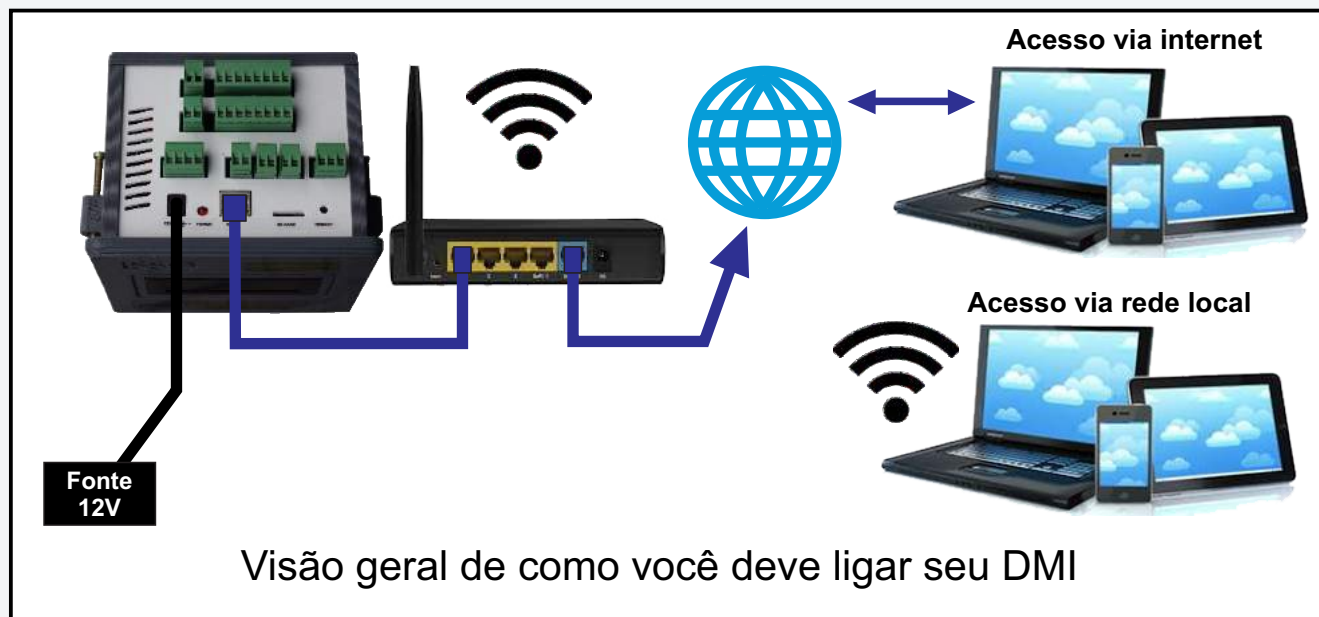 Acesso via internet
Acesso via rede local
Fonte
12V
Visão geral de como você deve ligar seu DMI